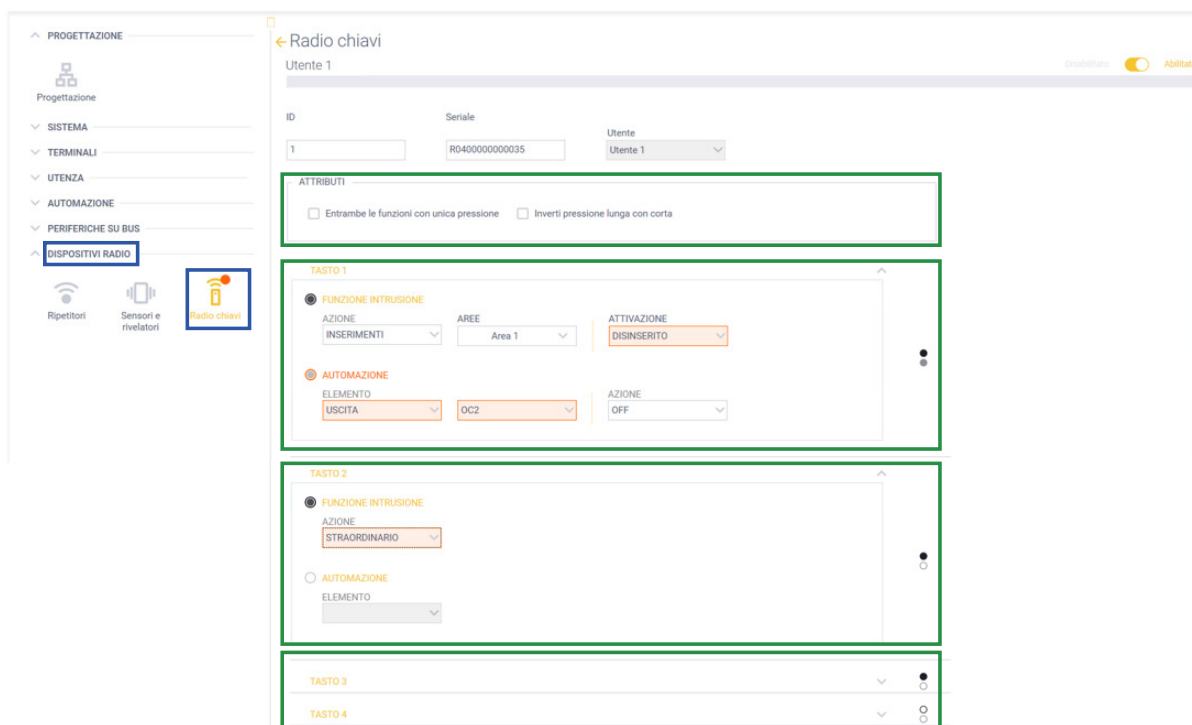 PROGETTAZIONE
Progettazione
SISTEMA
TERMINALI
UTENZA
AUTOMAZIONE
PERIFERICHE SU BUS
DISPOSITIVI RADIO
Ripetitori
Sensori e
rivelatori
Radio chiavi
Radio chiavi
Utente 1
Disabilitato
Abilitat
ID
Seriale
Utente
1
R0400000000035
Utente 1
ATTRIBUTI
Entrambe le funzioni con unica pressione
Inverti pressione lunga con corta
TASTO 1
FUNZIONE INTRUSIONE
AZIONE
AREE
ATTIVAZIONE
INSERIMENTI
Area 1
DISINSERITO
AUTOMAZIONE
ELEMENTO
AZIONE
USCITA
OC2
OFF
TASTO 2
FUNZIONE INTRUSIONE
AZIONE
STRAORDINARIO
AUTOMAZIONE
ELEMENTO
TASTO 3
TASTO 4